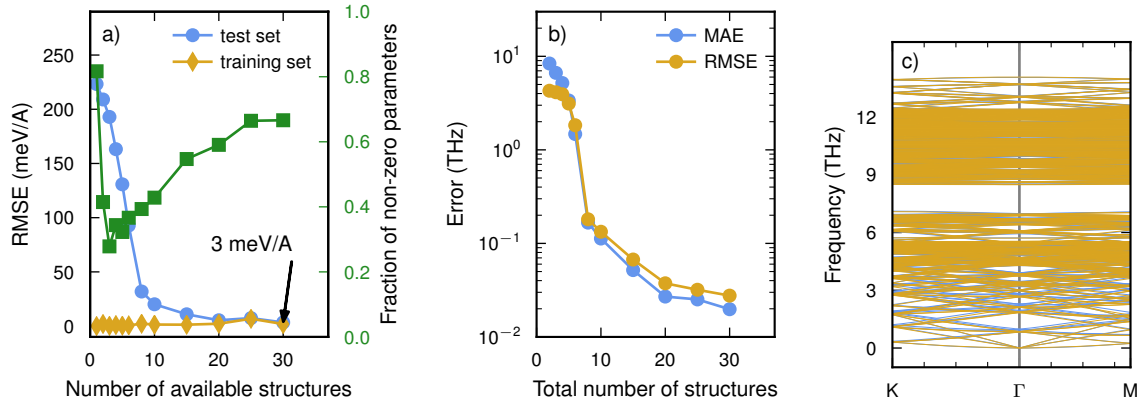 a)
test set
training set
RMSE (meV/A)
250
200
150
100
50
0
3 meV/A
1.0
0.8
0.6
0.4
0.2
0.0
Fraction of non-zero parameters
0
10
20
30
Number of available structures
b)
MAE
RMSE
Error (THz)
10^1
10^0
10^−1
10^−2
0
10
20
30
Total number of structures
c)
Frequency (THz)
12
9
6
3
0
K
Γ
M